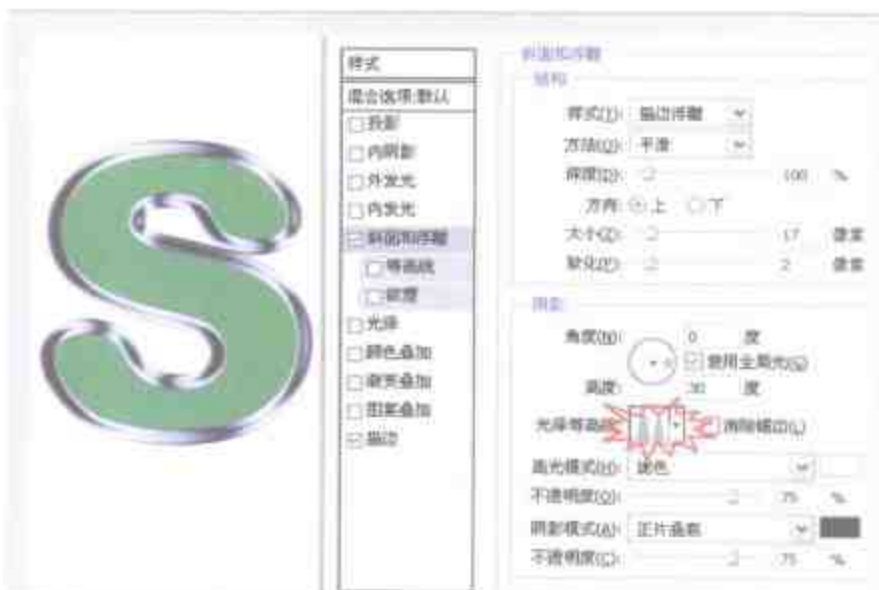 S
样式
混合选项:默认
投影
内阴影
外发光
内发光
斜面和浮雕
等高线
纹理
光泽
颜色叠加
渐变叠加
图案叠加
描边
斜面和浮雕
结构
样式(T): 描边浮雕
方法(Q): 平滑
深度(D): 100 %
方向: 上 下
大小(Z): 17 像素
软化(F): 2 像素
阴影
角度(N): 0 度
使用全局光(G)
高度: 30 度
光泽等高线: 消除锯齿(L)
高光模式(H): 滤色
不透明度(O): 75 %
阴影模式(A): 正片叠底
不透明度(C): 75 %